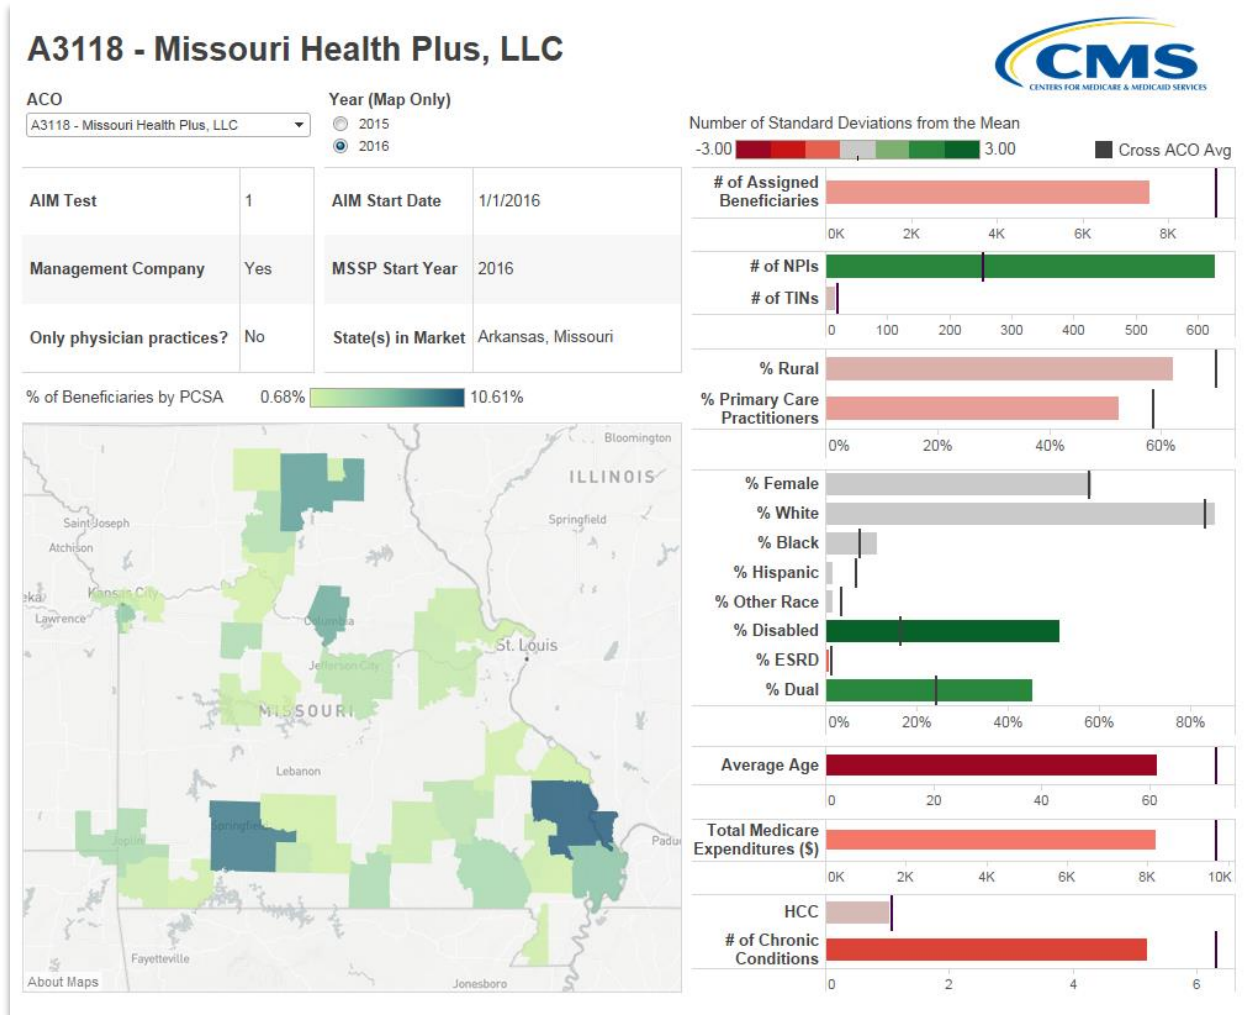 A3118 - Missouri Health Plus, LLC
CMS
CENTERS FOR MEDICARE & MEDICAID SERVICES
ACO
A3118 - Missouri Health Plus, LLC
Year (Map Only)
2015
2016
AIM Test 1 AIM Start Date 1/1/2016
Management Company Yes MSSP Start Year 2016
Only physician practices? No State(s) in Market Arkansas, Missouri
% of Beneficiaries by PCSA 0.68% 10.61%
Bloomington
ILLINOIS
Saint Joseph
Springfield
Atchison
Kansas City
eka
Lawrence
Columbia
St. Louis
Jefferson City
MISSOURI
Lebanon
Springfield
Joplin
Padu
Fayetteville
About Maps
Jonesboro
Number of Standard Deviations from the Mean
-3.00 3.00 Cross ACO Avg
# of Assigned
Beneficiaries
0K 2K 4K 6K 8K
# of NPIs
# of TINs
0 100 200 300 400 500 600
% Rural
% Primary Care
Practitioners
0% 20% 40% 60%
% Female
% White
% Black
% Hispanic
% Other Race
% Disabled
% ESRD
% Dual
0% 20% 40% 60% 80%
Average Age
0 20 40 60
Total Medicare
Expenditures ($)
0K 2K 4K 6K 8K 10K
HCC
# of Chronic
Conditions
0 2 4 6